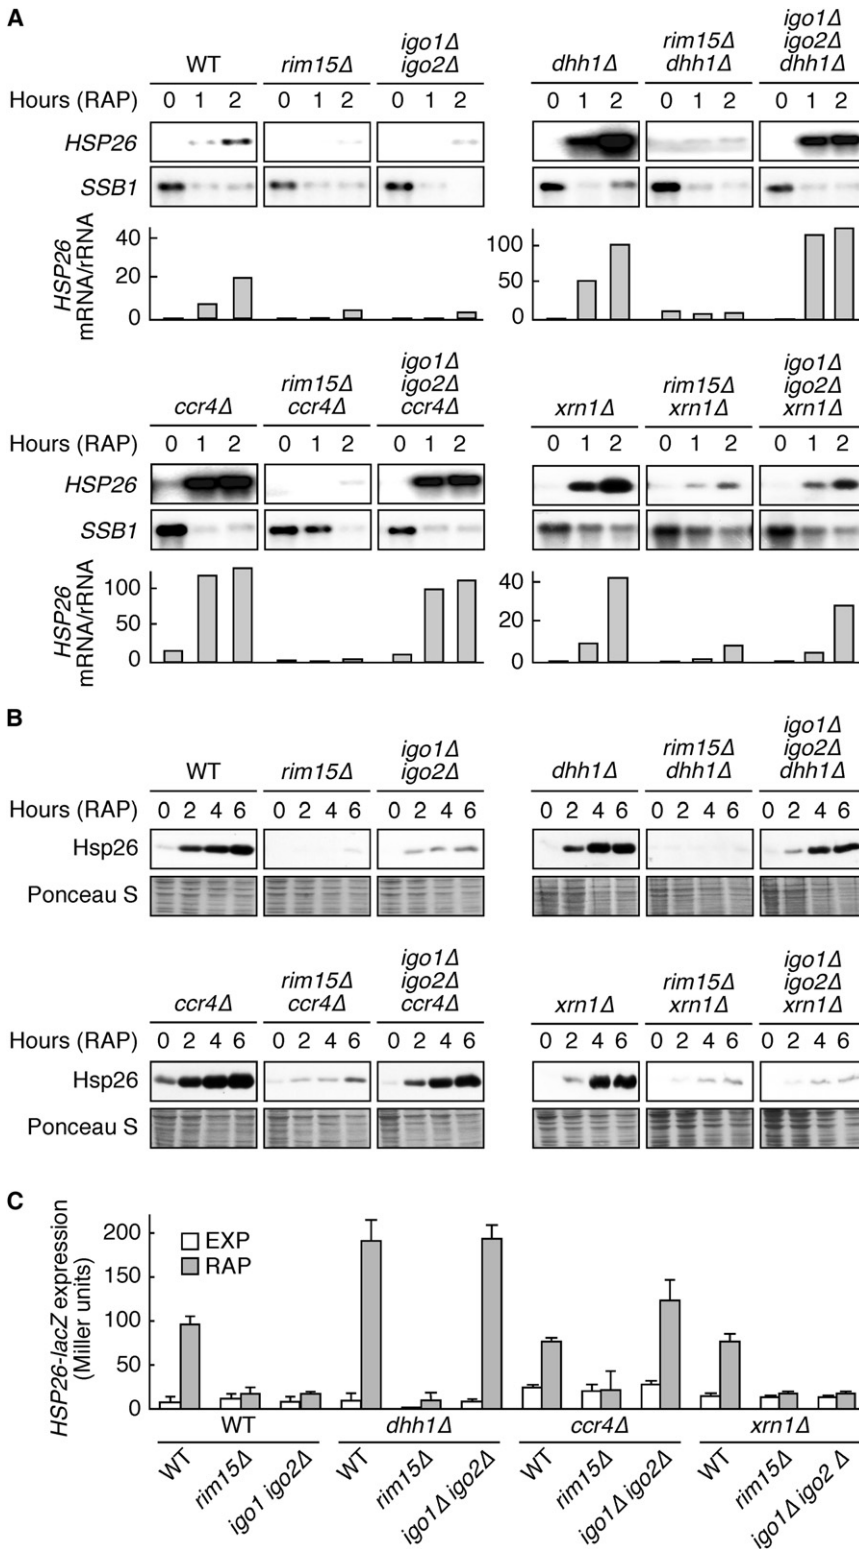 A
WT rim15Δ igo1Δ igo2Δ dhh1Δ rim15Δ dhh1Δ igo1Δ igo2Δ dhh1Δ
Hours (RAP) 0 1 2 0 1 2 0 1 2 0 1 2 0 1 2 0 1 2
HSP26
SSB1
HSP26 mRNA/rRNA
40
20
0
100
50
0
ccr4Δ rim15Δ ccr4Δ igo1Δ igo2Δ ccr4Δ xrn1Δ rim15Δ xrn1Δ igo1Δ igo2Δ xrn1Δ
Hours (RAP) 0 1 2 0 1 2 0 1 2 0 1 2 0 1 2 0 1 2
HSP26
SSB1
HSP26 mRNA/rRNA
100
50
0
40
20
0
B
WT rim15Δ igo1Δ igo2Δ dhh1Δ rim15Δ dhh1Δ igo1Δ igo2Δ dhh1Δ
Hours (RAP) 0 2 4 6 0 2 4 6 0 2 4 6 0 2 4 6 0 2 4 6 0 2 4 6
Hsp26
Ponceau S
ccr4Δ rim15Δ ccr4Δ igo1Δ igo2Δ ccr4Δ xrn1Δ rim15Δ xrn1Δ igo1Δ igo2Δ xrn1Δ
Hours (RAP) 0 2 4 6 0 2 4 6 0 2 4 6 0 2 4 6 0 2 4 6 0 2 4 6
Hsp26
Ponceau S
C
HSP26-lacZ expression
(Miller units)
200
150
100
50
0
EXP
RAP
WT dhh1Δ ccr4Δ xrn1Δ
WT rim15Δ igo1 igo2Δ WT rim15Δ igo1Δ igo2Δ WT rim15Δ igo1Δ igo2Δ WT rim15Δ igo1Δ igo2 Δ